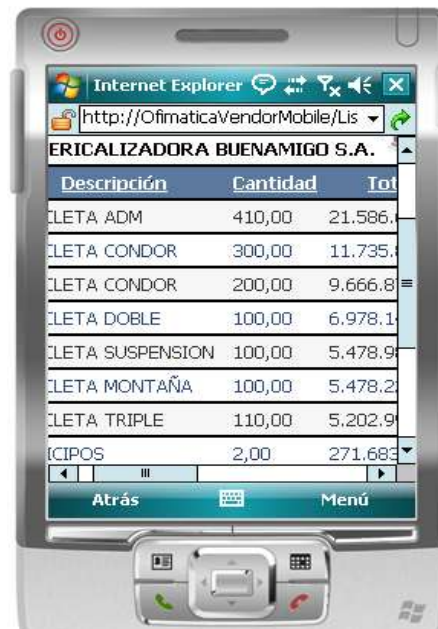 Internet Explorer
http://OfimaticaVendorMobile/Lis
ERICALIZADORA BUENAMIGO S.A.
Descripción Cantidad Tot
CLETA ADM 410,00 21.586.
CLETA CONDOR 300,00 11.735.
CLETA CONDOR 200,00 9.666.8
CLETA DOBLE 100,00 6.978.1
CLETA SUSPENSION 100,00 5.478.9
CLETA MONTAÑA 100,00 5.478.2
CLETA TRIPLE 110,00 5.202.9
ICIPOS 2,00 271.683
Atrás Menú